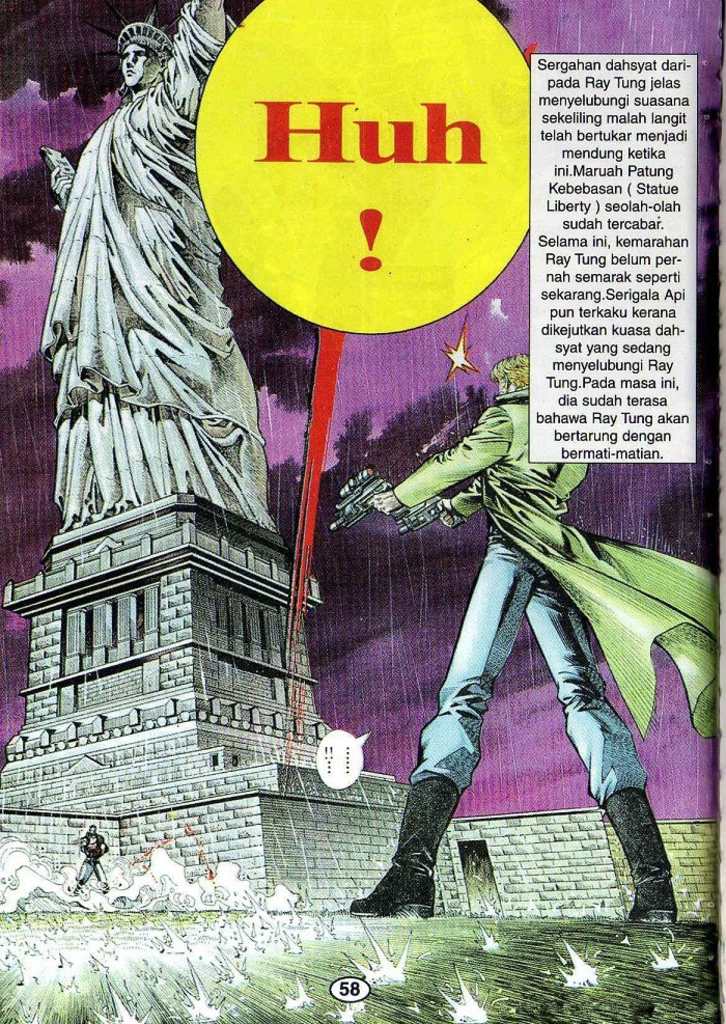 Huh
!
Sergahan dahsyat dari-
pada Ray Tung jelas
menyelubungi suasana
sekeliling malah langit
telah bertukar menjadi
mendung ketika
ini.Maruah Patung
Kebebasan ( Statue
Liberty ) seolah-olah
sudah tercabar.
Selama ini, kemarahan
Ray Tung belum per-
nah semarak seperti
sekarang.Serigala Api
pun terkaku kerana
dikejutkan kuasa dah-
syat yang sedang
menyelubungi Ray
Tung.Pada masa ini,
dia sudah terasa
bahawa Ray Tung akan
bertarung dengan
bermati-matian.
...!!
58